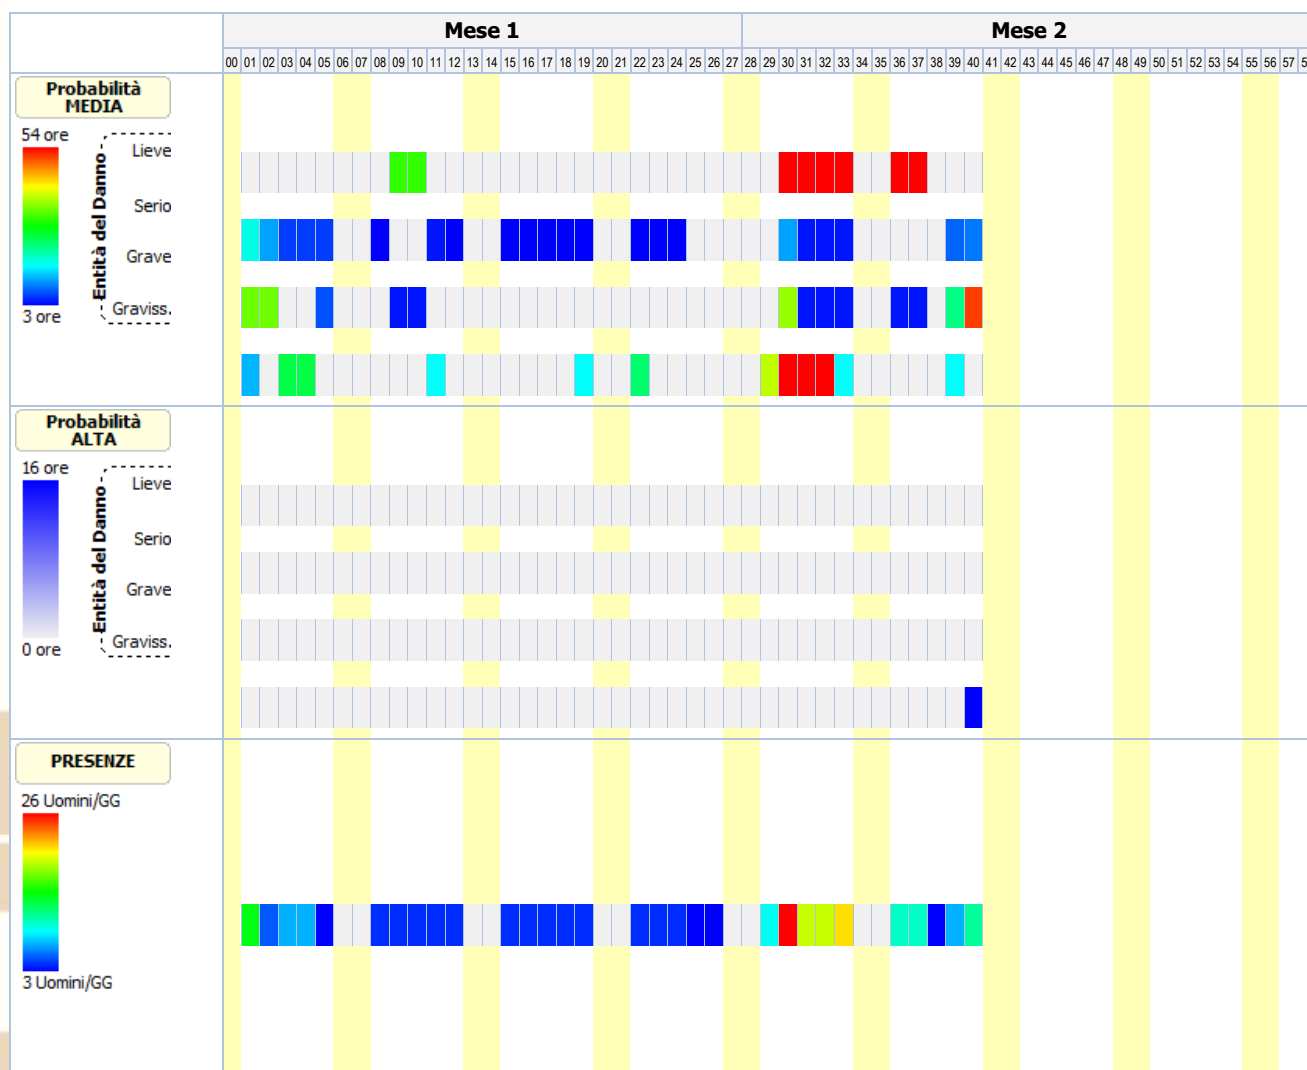 Mese 1 Mese 2
00 01 02 03 04 05 06 07 08 09 10 11 12 13 14 15 16 17 18 19 20 21 22 23 24 25 26 27 28 29 30 31 32 33 34 35 36 37 38 39 40 41 42 43 44 45 46 47 48 49 50 51 52 53 54 55 56 57 5
Probabilità
MEDIA
54 ore
Entità del Danno
Lieve
Serio
Grave
Graviss.
3 ore
Probabilità
ALTA
16 ore
Entità del Danno
Lieve
Serio
Grave
Graviss.
0 ore
PRESENZE
26 Uomini/GG
3 Uomini/GG